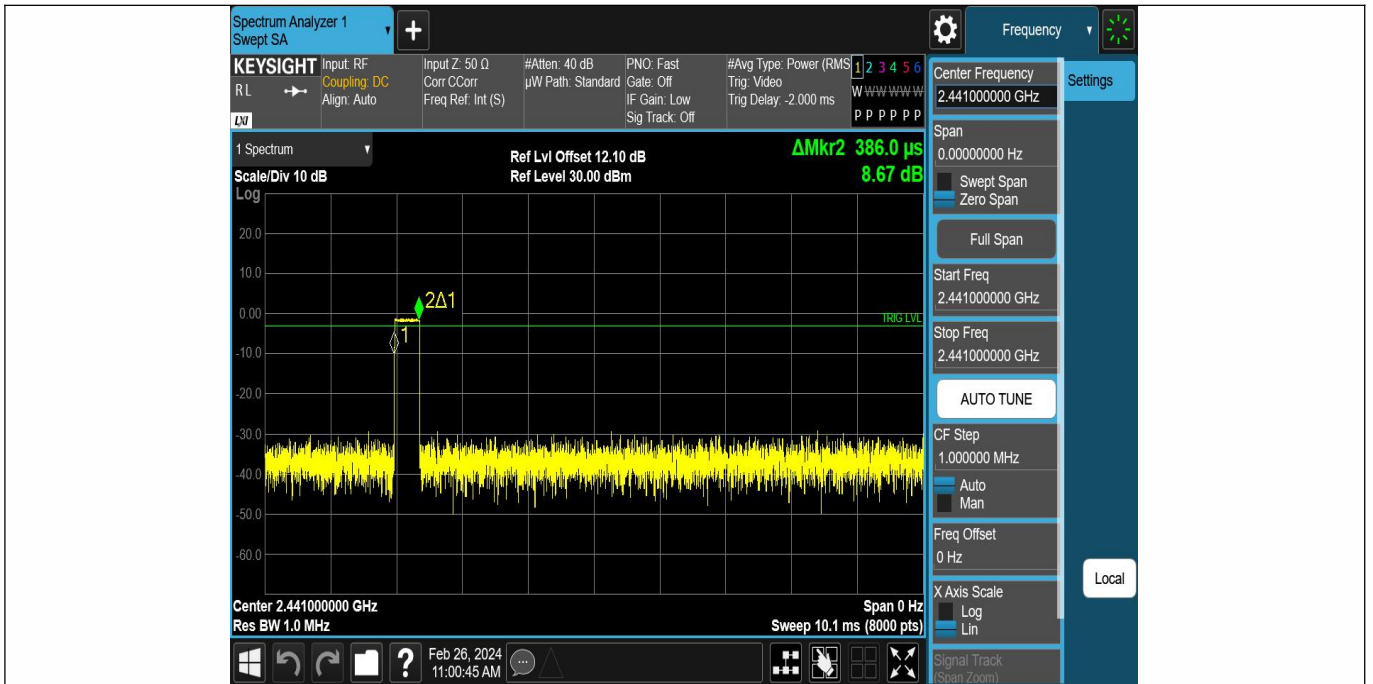 Spectrum Analyzer 1
Swept SA
+
Frequency
KEYSIGHT
RL
LXI
Input: RF
Coupling: DC
Align: Auto
Input Z: 50 Ω
Corr CCorr
Freq Ref: Int (S)
#Atten: 40 dB
µW Path: Standard
PNO: Fast
Gate: Off
IF Gain: Low
Sig Track: Off
#Avg Type: Power (RMS
Trig: Video
Trig Delay: -2.000 ms
1 2 3 4 5 6
W W W W W W
P P P P P P
1 Spectrum
Scale/Div 10 dB
Log
Ref Lvl Offset 12.10 dB
Ref Level 30.00 dBm
ΔMkr2 386.0 µs
8.67 dB
20.0
10.0
0.00
-10.0
-20.0
-30.0
-40.0
-50.0
-60.0
2Δ1
1
TRIG LVL
Center 2.441000000 GHz
Res BW 1.0 MHz
Span 0 Hz
Sweep 10.1 ms (8000 pts)
Center Frequency
2.441000000 GHz
Settings
Span
0.00000000 Hz
Swept Span
Zero Span
Full Span
Start Freq
2.441000000 GHz
Stop Freq
2.441000000 GHz
AUTO TUNE
CF Step
1.000000 MHz
Auto
Man
Freq Offset
0 Hz
X Axis Scale
Log
Lin
Signal Track
(Span Zoom)
Local
?
Feb 26, 2024
11:00:45 AM